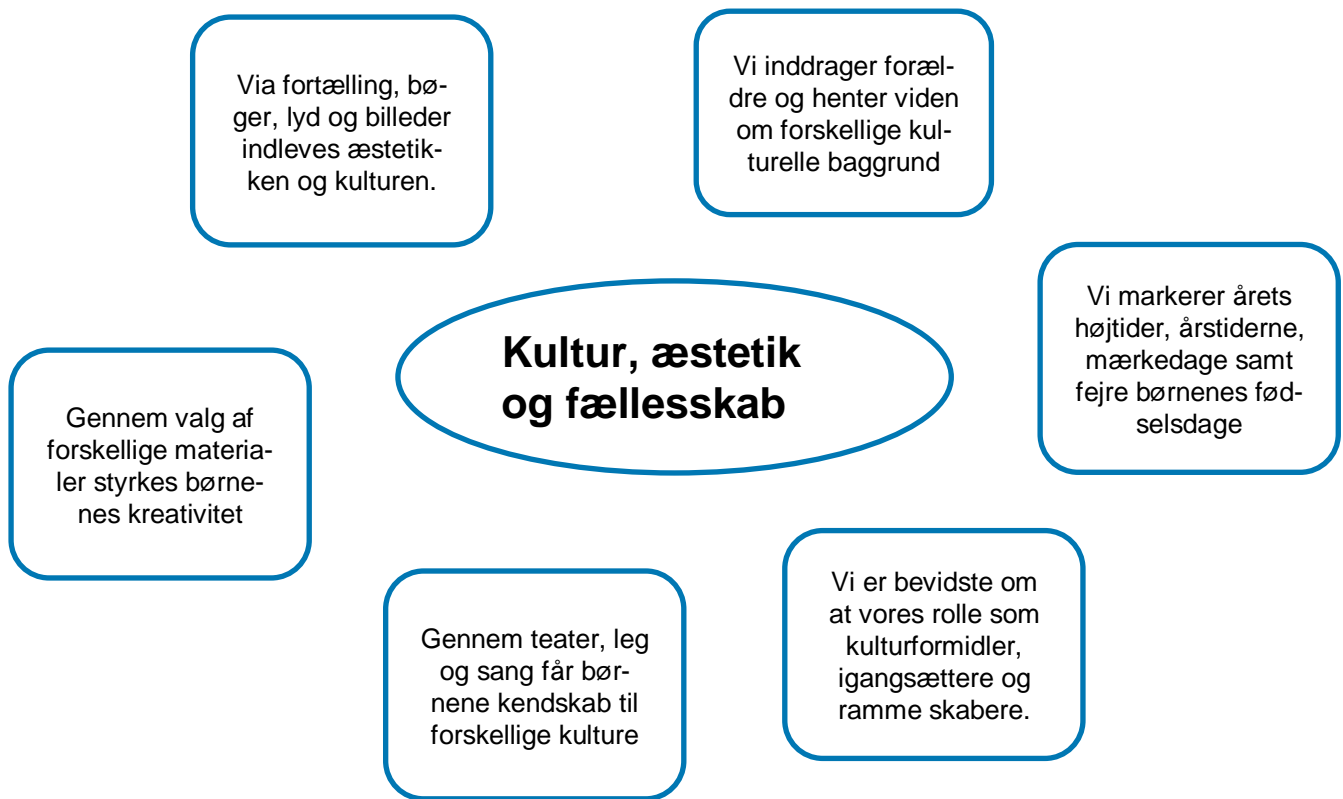 Via fortælling, bø-
ger, lyd og billeder
indleves æstetik-
ken og kulturen.
Vi inddrager foræl-
dre og henter viden
om forskellige kul-
turelle baggrund
Vi markerer årets
højtider, årstiderne,
mærkedage samt
fejre børnenes fød-
selsdage
Kultur, æstetik
og fællesskab
Gennem valg af
forskellige materia-
ler styrkes børne-
nes kreativitet
Gennem teater, leg
og sang får bør-
nene kendskab til
forskellige kulture
Vi er bevidste om
at vores rolle som
kulturformidler,
igangsættere og
ramme skabere.